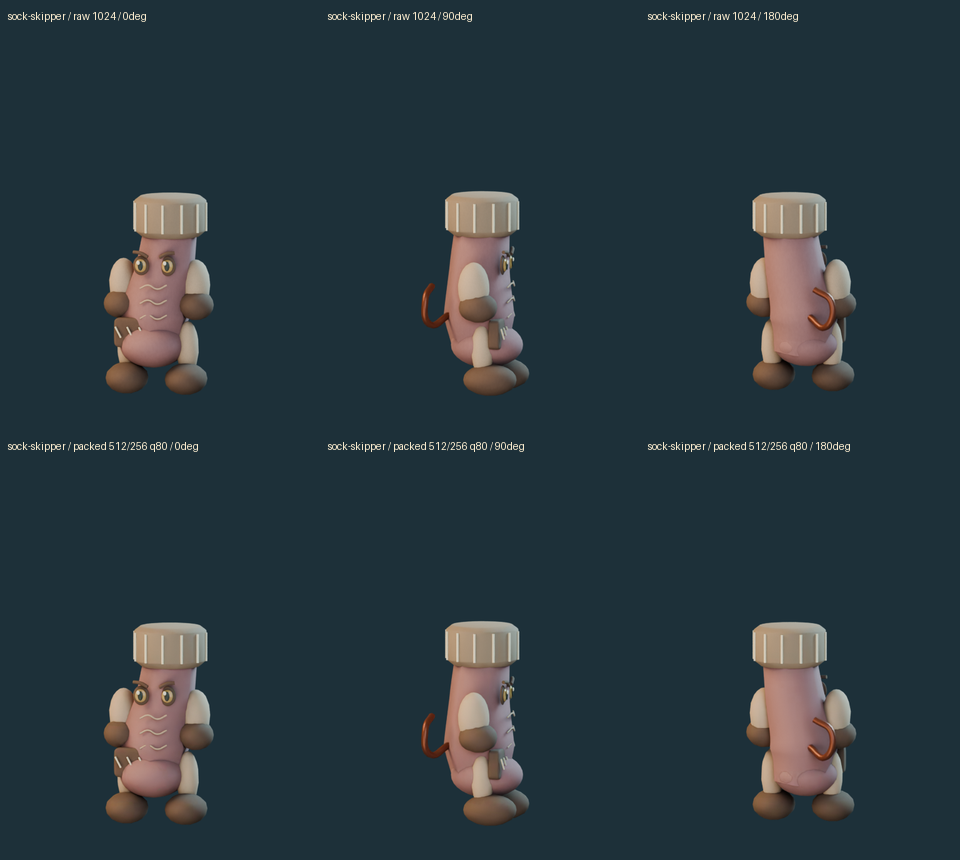 sock-skipper / raw 1024 / 0deg
sock-skipper / raw 1024 / 90deg
sock-skipper / raw 1024 / 180deg
sock-skipper / packed 512/256 q80 / 0deg
sock-skipper / packed 512/256 q80 / 90deg
sock-skipper / packed 512/256 q80 / 180deg